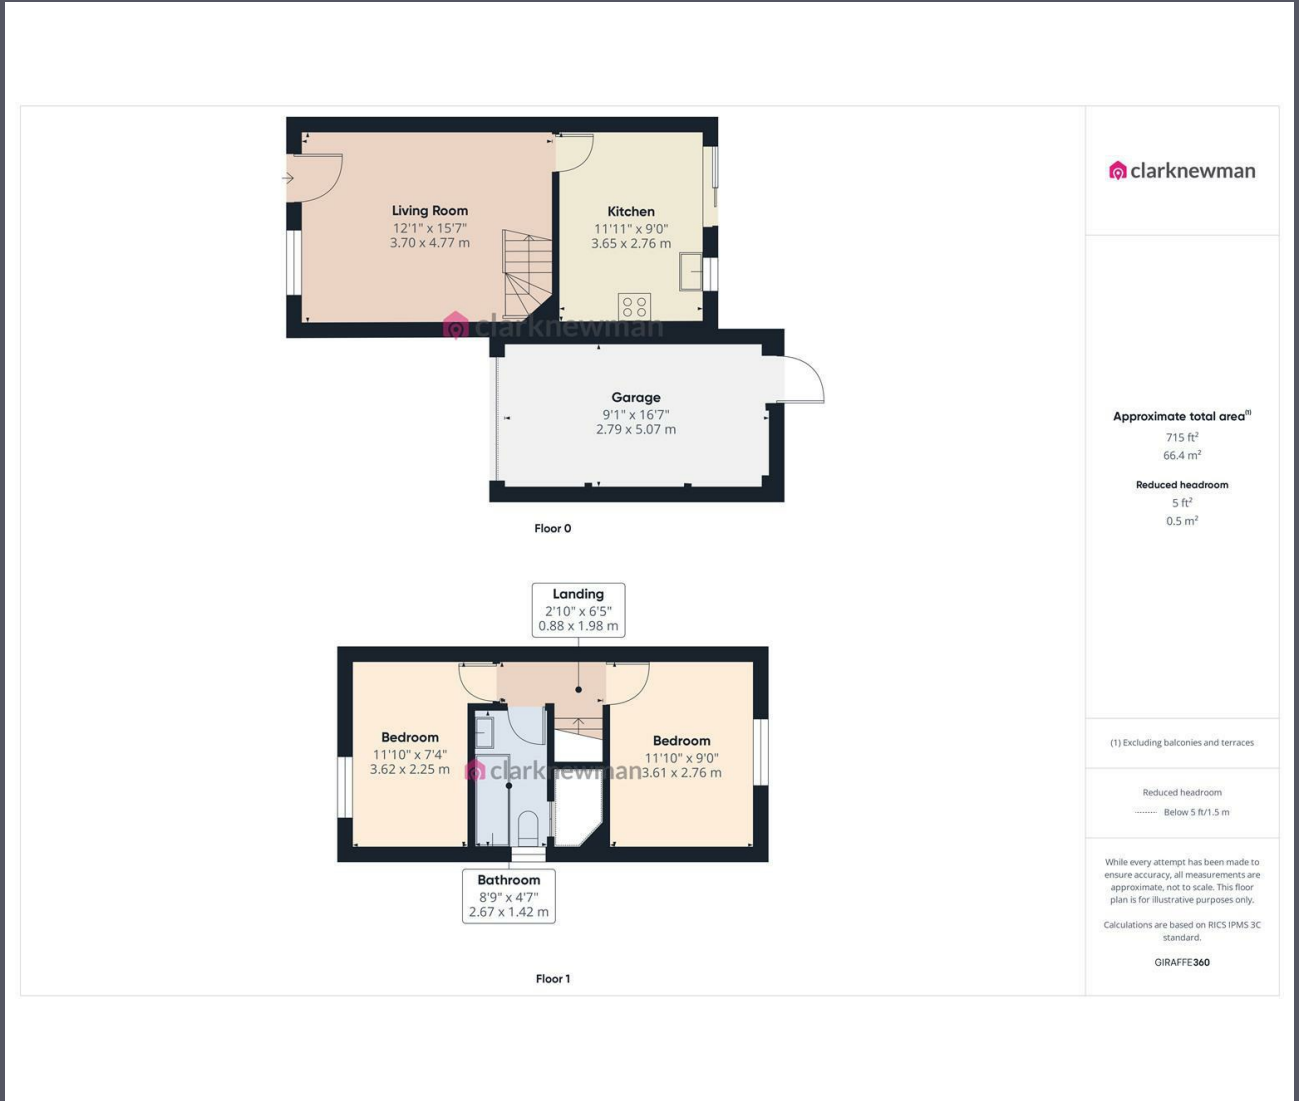 Living Room
12'1" x 15'7"
3.70 x 4.77 m
Kitchen
11'11" x 9'0"
3.65 x 2.76 m
clarknewman
Garage
9'1" x 16'7"
2.79 x 5.07 m
Floor 0
Landing
2'10" x 6'5"
0.88 x 1.98 m
Bedroom
11'10" x 7'4"
3.62 x 2.25 m
clarknewman
Bedroom
11'10" x 9'0"
3.61 x 2.76 m
Bathroom
8'9" x 4'7"
2.67 x 1.42 m
Floor 1
clarknewman
Approximate total area(1)
715 ft²
66.4 m²
Reduced headroom
5 ft²
0.5 m²
(1) Excluding balconies and terraces
Reduced headroom
Below 5 ft/1.5 m
While every attempt has been made to
ensure accuracy, all measurements are
approximate, not to scale. This floor
plan is for illustrative purposes only.
Calculations are based on RICS IPMS 3C
standard.
GIRAFFE360